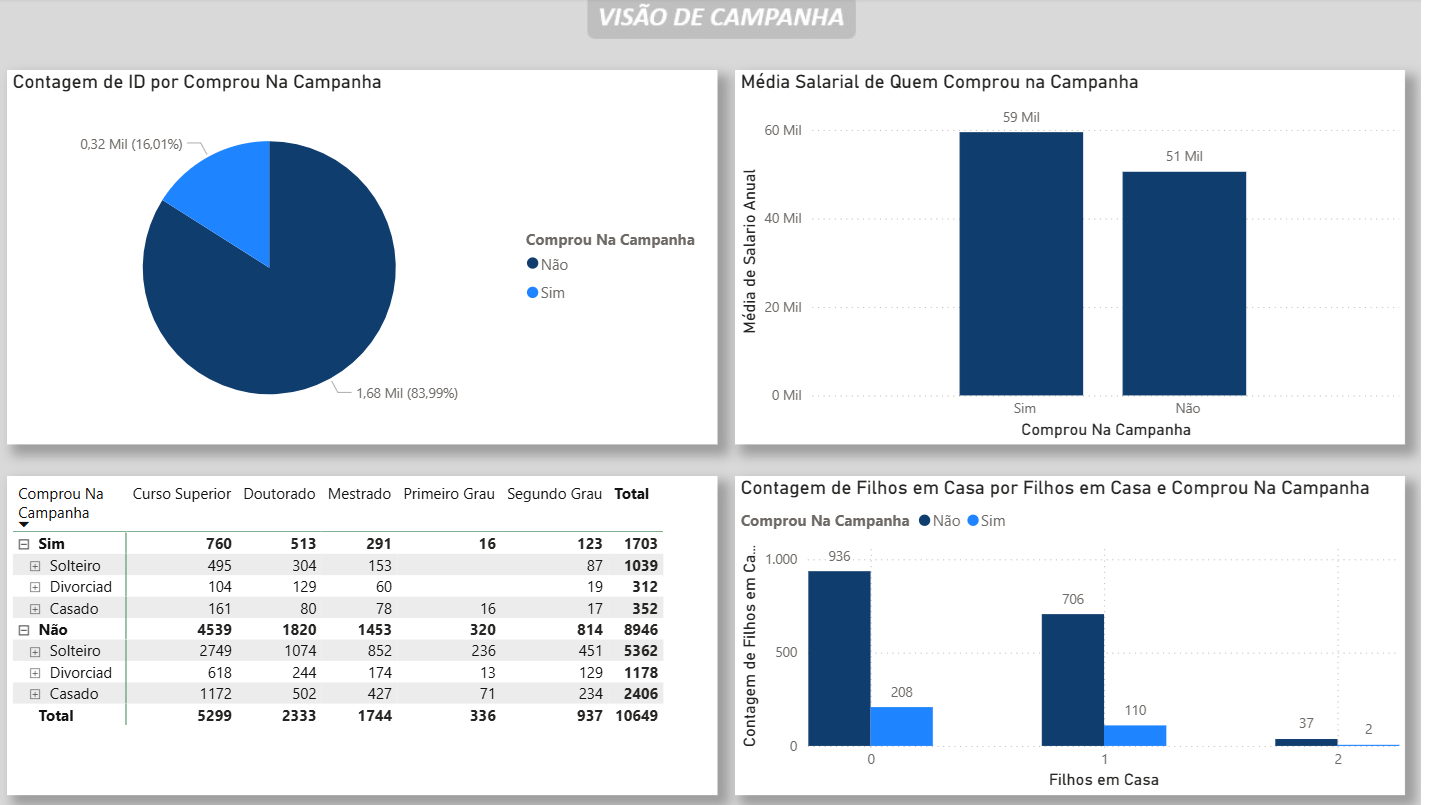 VISÃO DE CAMPANHA
Contagem de ID por Comprou Na Campanha
0,32 Mil (16,01%)
1,68 Mil (83,99%)
Comprou Na Campanha
Não
Sim
Média Salarial de Quem Comprou na Campanha
Média de Salario Anual
60 Mil
40 Mil
20 Mil
0 Mil
59 Mil
51 Mil
Sim
Não
Comprou Na Campanha
Comprou Na Campanha Curso Superior Doutorado Mestrado Primeiro Grau Segundo Grau Total
Sim 760 513 291 16 123 1703
Solteiro 495 304 153 87 1039
Divorciad 104 129 60 19 312
Casado 161 80 78 16 17 352
Não 4539 1820 1453 320 814 8946
Solteiro 2749 1074 852 236 451 5362
Divorciad 618 244 174 13 129 1178
Casado 1172 502 427 71 234 2406
Total 5299 2333 1744 336 937 10649
Contagem de Filhos em Casa por Filhos em Casa e Comprou Na Campanha
Comprou Na Campanha Não Sim
Contagem de Filhos em Ca...
1.000
500
0
936
208
706
110
37
2
0
1
2
Filhos em Casa